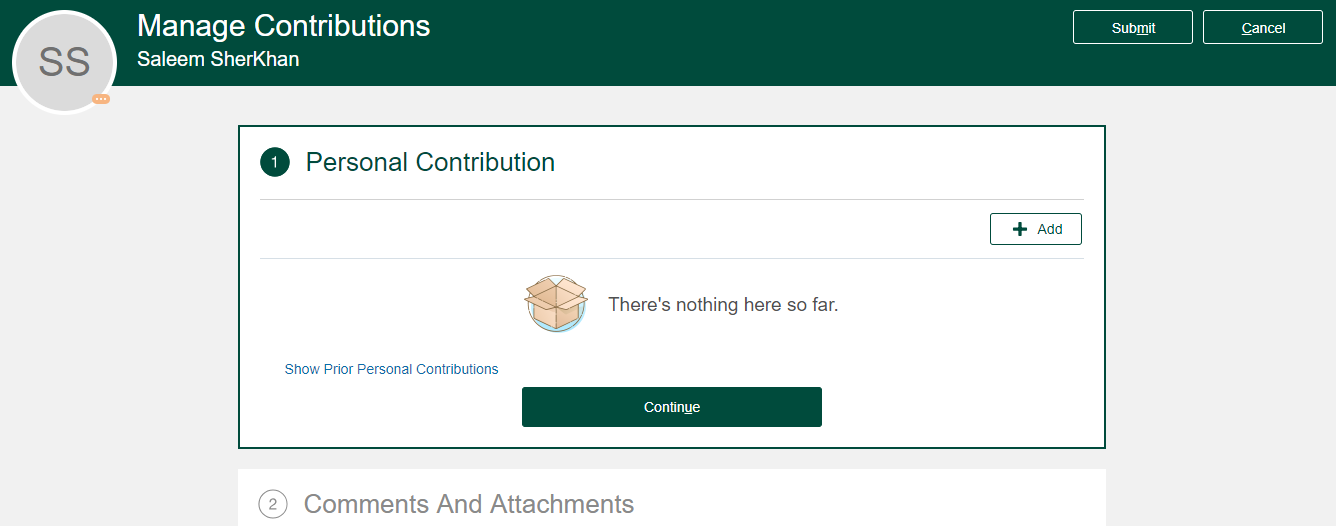 SS
Manage Contributions
Saleem SherKhan
Submit
Cancel
1
Personal Contribution
Add
There's nothing here so far.
Show Prior Personal Contributions
Continue
2
Comments And Attachments